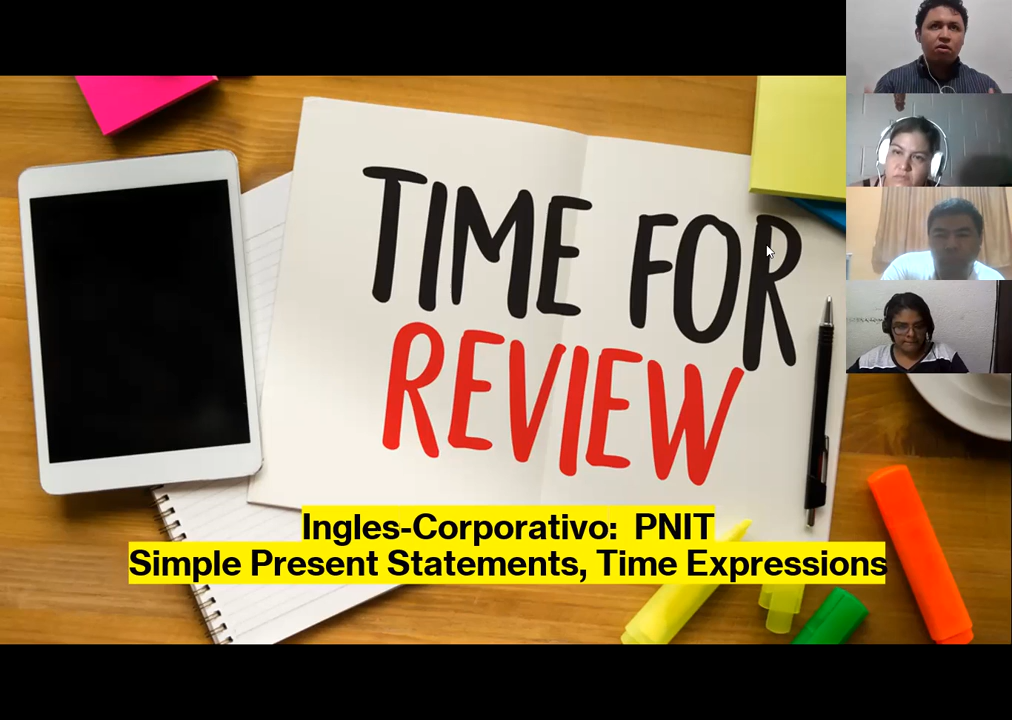 TIME FOR
REVIEW
Ingles-Corporativo: PNIT
Simple Present Statements, Time Expressions